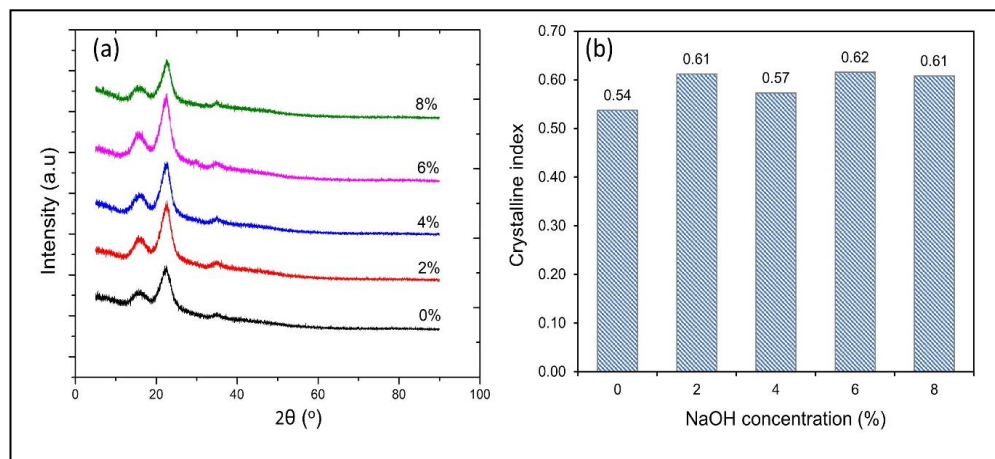 (a)
8%
6%
4%
2%
0%
Intensity (a.u)
0 20 40 60 80 100
2θ (°)
(b)
0.70
0.60
0.50
0.40
0.30
0.20
0.10
0.00
Crystalline index
0.54 0.61 0.57 0.62 0.61
0 2 4 6 8
NaOH concentration (%)